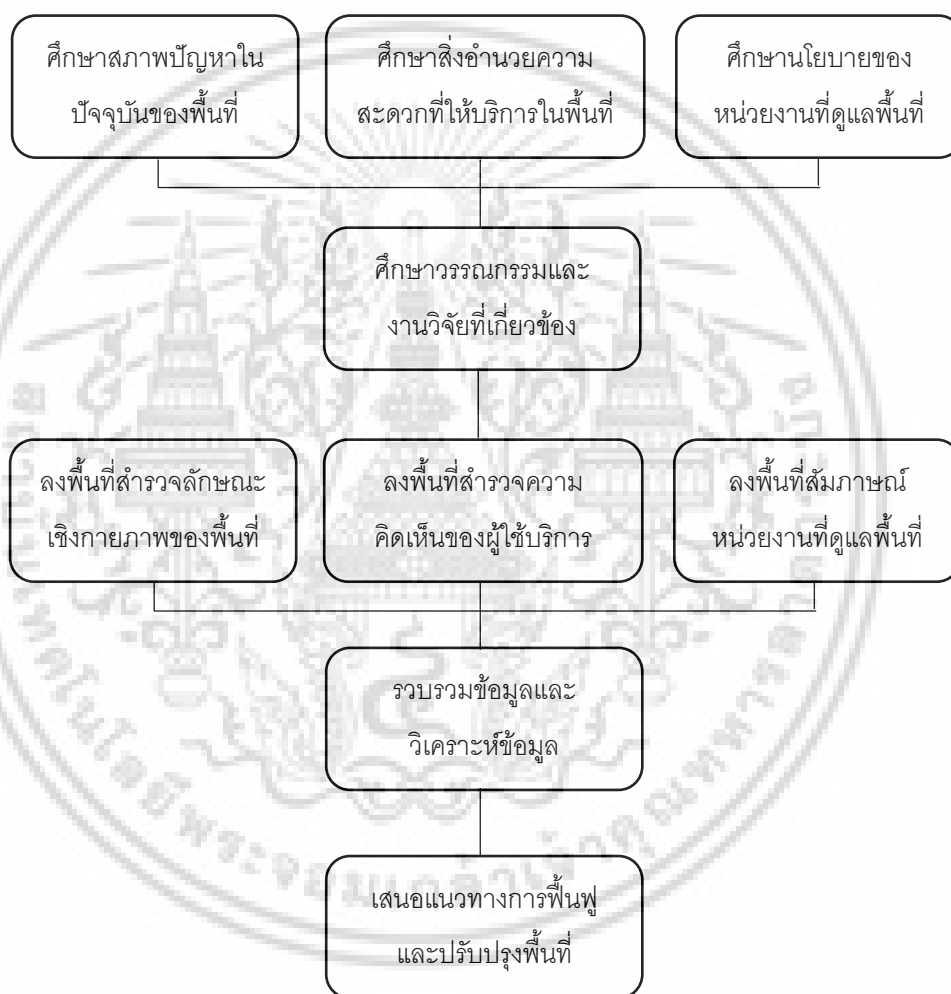 ศึกษาสภาพปัญหาใน
ปัจจุบันของพื้นที่
ศึกษาสิ่งอำนวยความ
สะดวกที่ให้บริการในพื้นที่
ศึกษานโยบายของ
หน่วยงานที่ดูแลพื้นที่
ศึกษาวรรณกรรมและ
งานวิจัยที่เกี่ยวข้อง
ลงพื้นที่สำรวจลักษณะ
เชิงกายภาพของพื้นที่
ลงพื้นที่สำรวจความ
คิดเห็นของผู้ใช้บริการ
ลงพื้นที่สัมภาษณ์
หน่วยงานที่ดูแลพื้นที่
รวบรวมข้อมูลและ
วิเคราะห์ข้อมูล
เสนอแนวทางการฟื้นฟู
และปรับปรุงพื้นที่